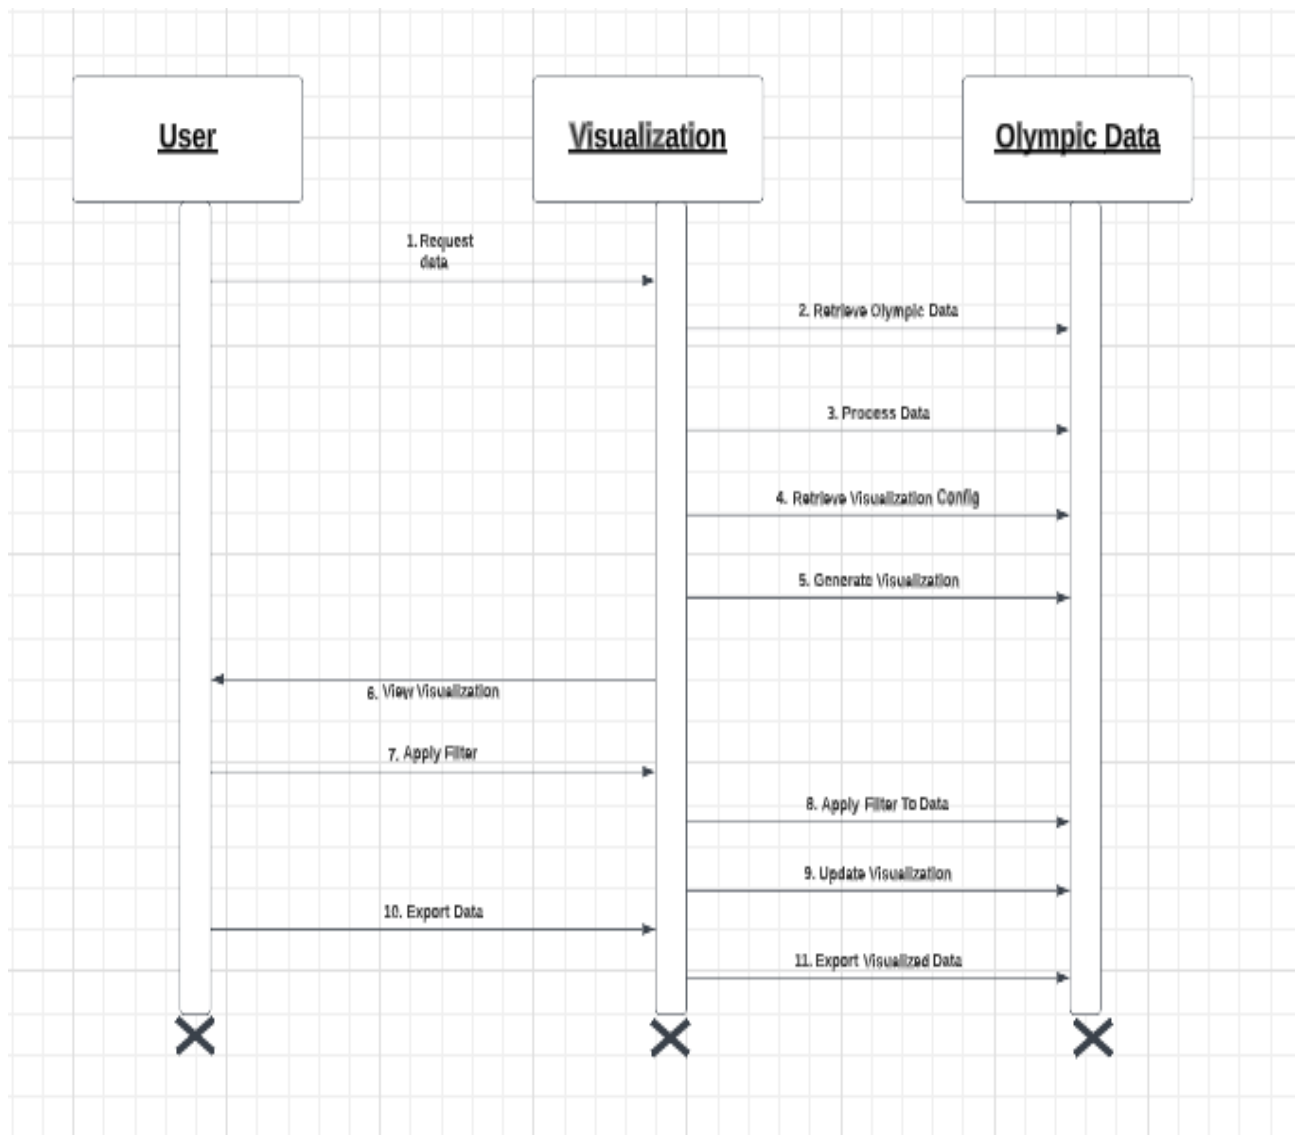 User
Visualization
Olympic Data
1. Request
data
2. Retrieve Olympic Data
3. Process Data
4. Retrieve Visualization Config
5. Generate Visualization
6. View Visualization
7. Apply Filter
8. Apply Filter To Data
9. Update Visualization
10. Export Data
11. Export Visualized Data